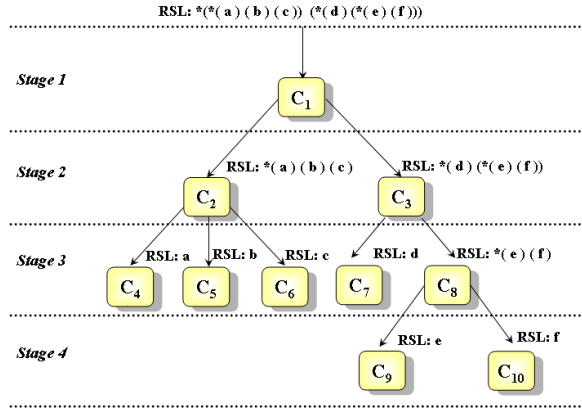 RSL: *(*( a ) ( b ) ( c )) (*( d ) (*( e ) ( f )))
Stage 1
C1
Stage 2
RSL: *( a ) ( b ) ( c )
RSL: *( d ) (*( e ) ( f ))
C2
C3
Stage 3
RSL: a
RSL: b
RSL: c
RSL: d
RSL: *( e ) ( f )
C4
C5
C6
C7
C8
Stage 4
RSL: e
RSL: f
C9
C10